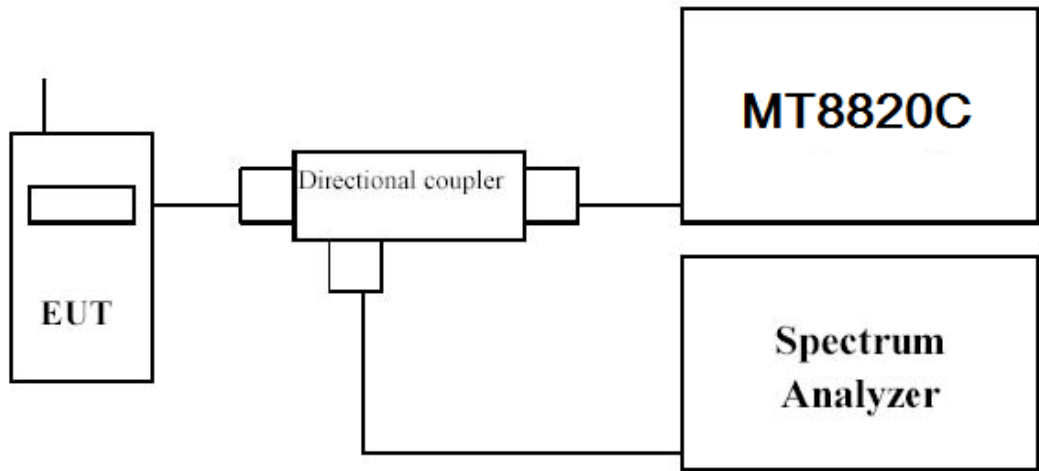 MT8820C
Directional coupler
EUT
Spectrum
Analyzer